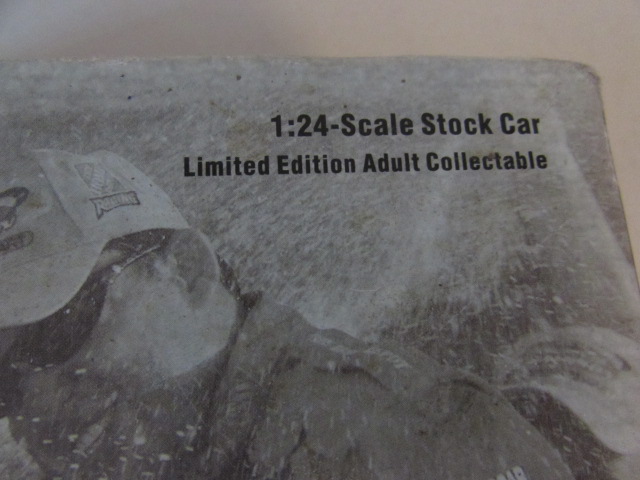 1:24-Scale Stock Car
Limited Edition Adult Collectable